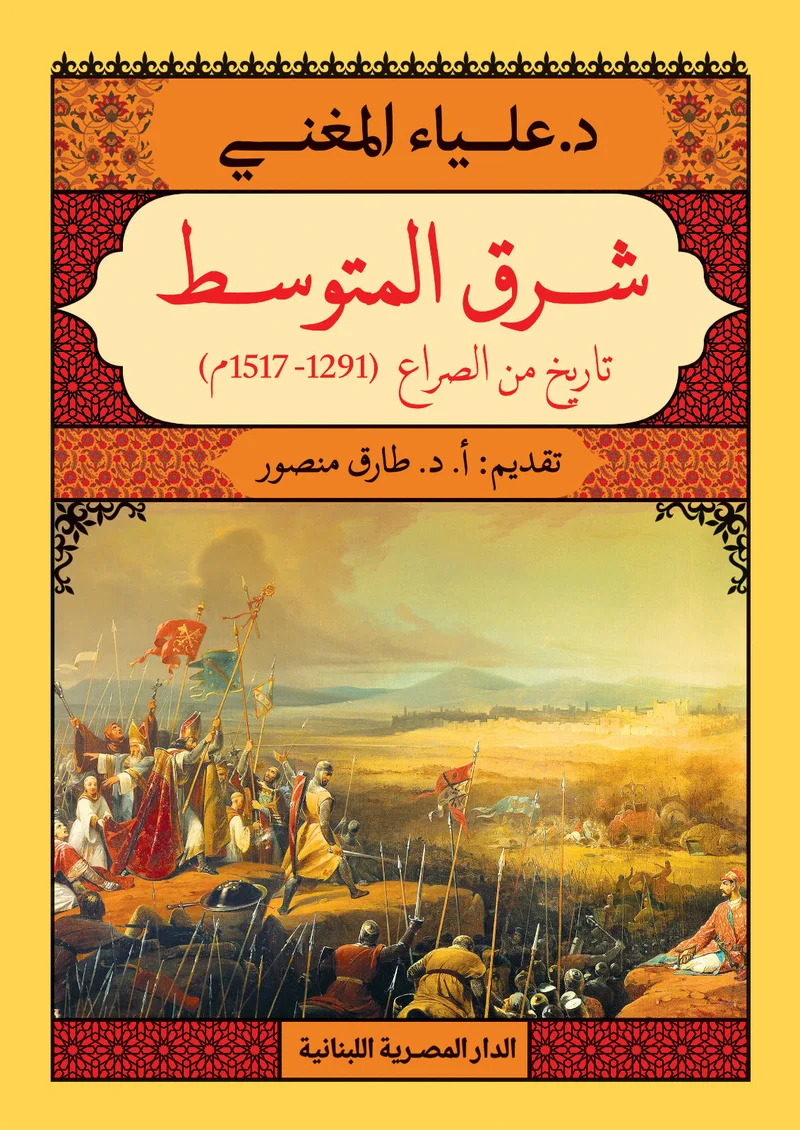 د. علياء المغني
شرق المتوسط
تاريخ من الصراع (1291- 1517م)
تقديم: أ. د. طارق منصور
الدار المصرية اللبنانية